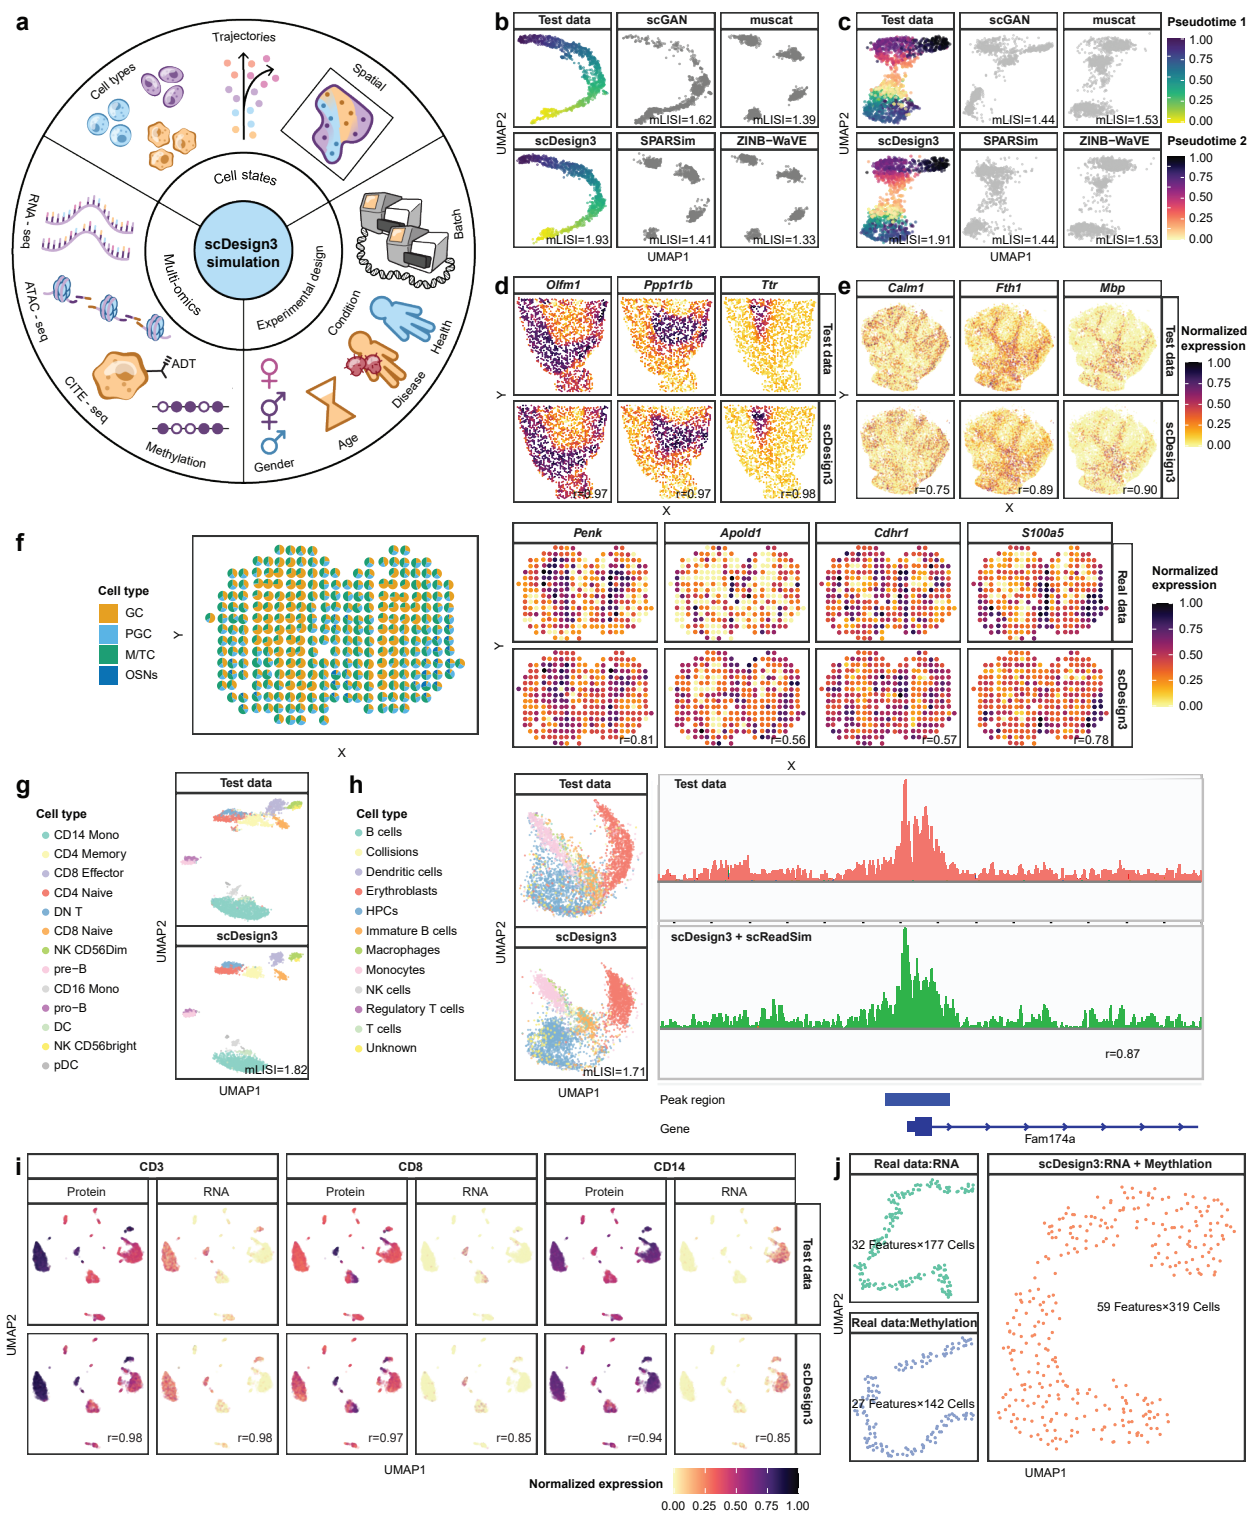 a
Trajectories
Cell types
Spatial
Cell states
scDesign3
simulation
RNA - seq
ATAC - seq
CITE - seq
ADT
Methylation
Multi-omics
Experimental design
Batch
Condition
Health
Disease
Age
Gender
b
Test data
scGAN
muscat
mLISI=1.62
mLISI=1.39
scDesign3
SPARSim
ZINB−WaVE
mLISI=1.93
mLISI=1.41
mLISI=1.33
UMAP2
UMAP1
c
Test data
scGAN
muscat
mLISI=1.44
mLISI=1.53
scDesign3
SPARSim
ZINB−WaVE
mLISI=1.91
mLISI=1.44
mLISI=1.53
UMAP2
UMAP1
Pseudotime 1
1.00
0.75
0.50
0.25
0.00
Pseudotime 2
1.00
0.75
0.50
0.25
0.00
d
Olfm1
Ppp1r1b
Ttr
Test data
scDesign3
r=0.97
r=0.97
r=0.98
Y
X
e
Calm1
Fth1
Mbp
Test data
scDesign3
r=0.75
r=0.89
r=0.90
Y
X
Normalized
expression
1.00
0.75
0.50
0.25
0.00
f
Cell type
GC
PGC
M/TC
OSNs
Y
X
Penk
Apold1
Cdhr1
S100a5
Real data
scDesign3
r=0.81
r=0.56
r=0.57
r=0.78
Y
X
Normalized
expression
1.00
0.75
0.50
0.25
0.00
g
Cell type
CD14 Mono
CD4 Memory
CD8 Effector
CD4 Naive
DN T
CD8 Naive
NK CD56Dim
pre−B
CD16 Mono
pro−B
DC
NK CD56bright
pDC
Test data
scDesign3
mLISI=1.82
UMAP2
UMAP1
h
Cell type
B cells
Collisions
Dendritic cells
Erythroblasts
HPCs
Immature B cells
Macrophages
Monocytes
NK cells
Regulatory T cells
T cells
Unknown
Test data
scDesign3
mLISI=1.71
UMAP2
UMAP1
Test data
scDesign3 + scReadSim
r=0.87
Peak region
Gene
Fam174a
i
CD3
CD8
CD14
Protein
RNA
Protein
RNA
Protein
RNA
Test data
scDesign3
r=0.98
r=0.98
r=0.97
r=0.85
r=0.94
r=0.85
UMAP2
UMAP1
Normalized expression
0.00 0.25 0.50 0.75 1.00
j
Real data:RNA
32 Features×177 Cells
Real data:Methylation
27 Features×142 Cells
scDesign3:RNA + Meythlation
59 Features×319 Cells
UMAP2
UMAP1